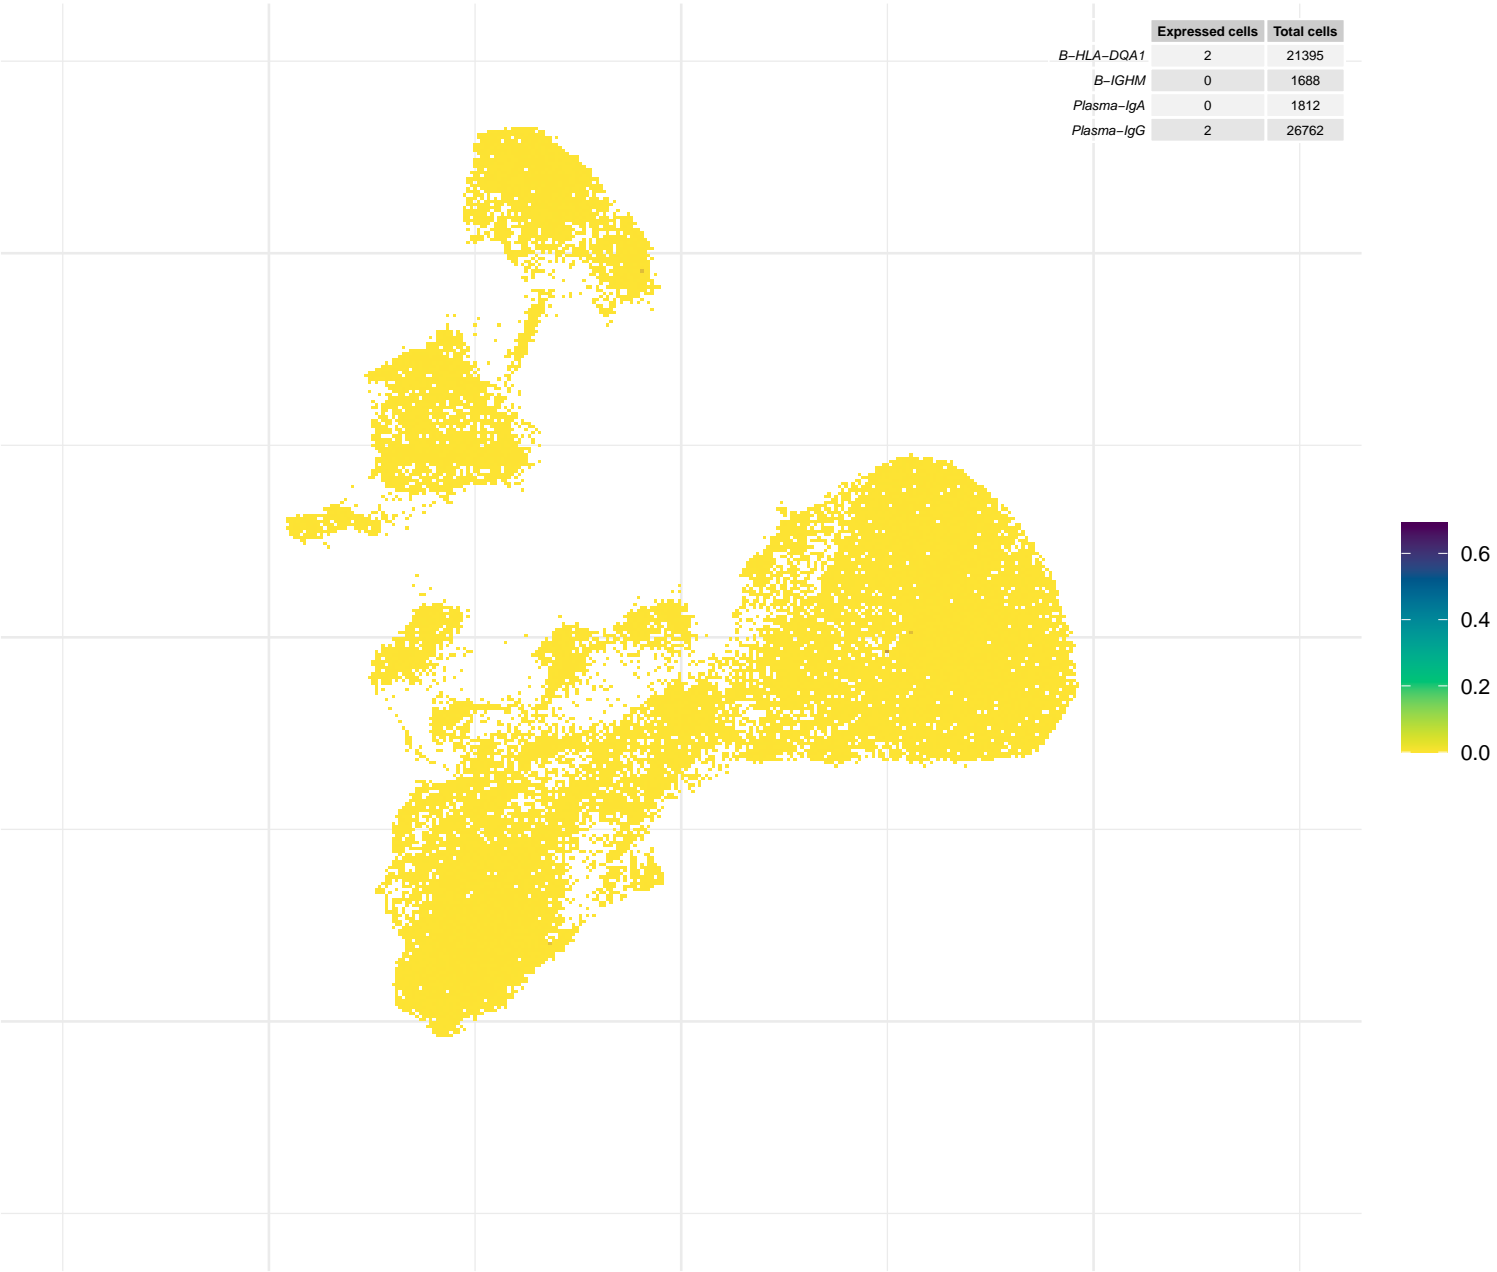 Expressed cells Total cells
B-HLA-DQA1 2 21395
B-IGHM 0 1688
Plasma-IgA 0 1812
Plasma-IgG 2 26762
0.6
0.4
0.2
0.0